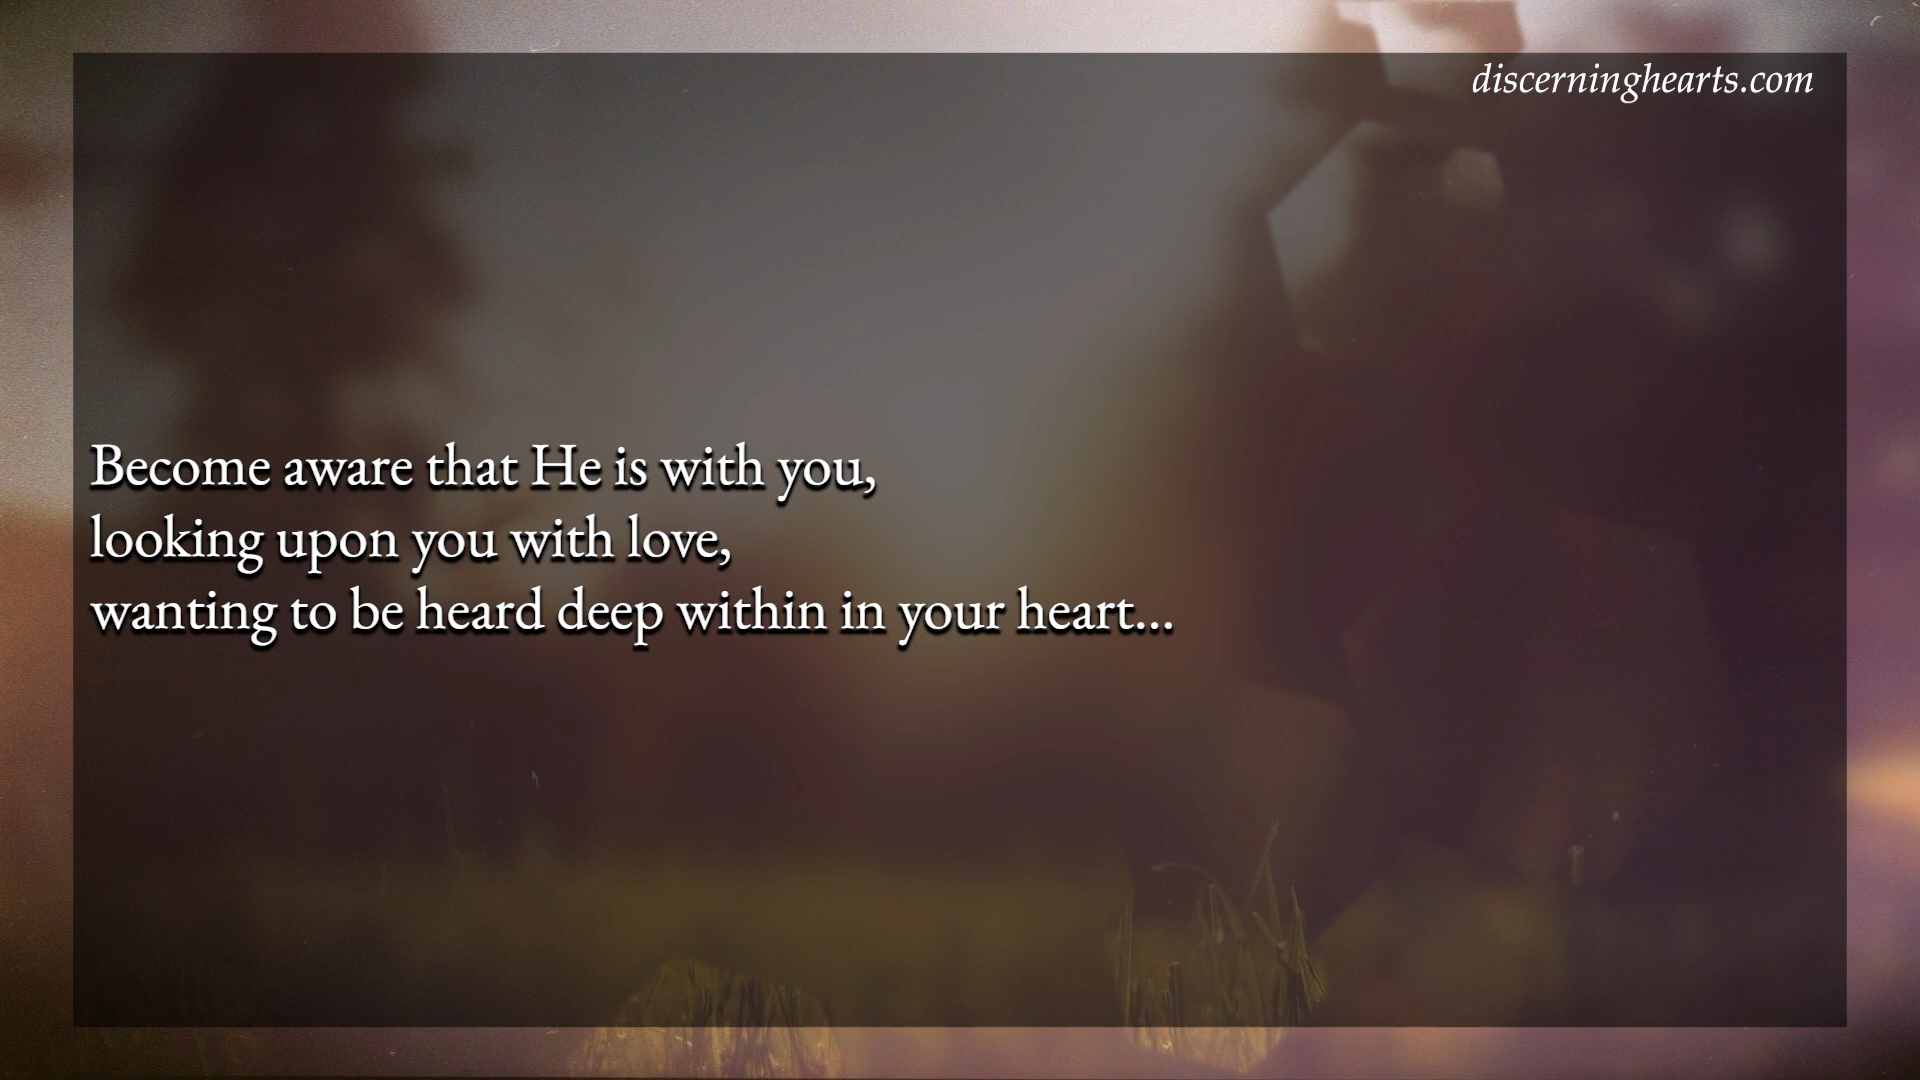 discerninghearts.com
Become aware that He is with you,
looking upon you with love,
wanting to be heard deep within in your heart...